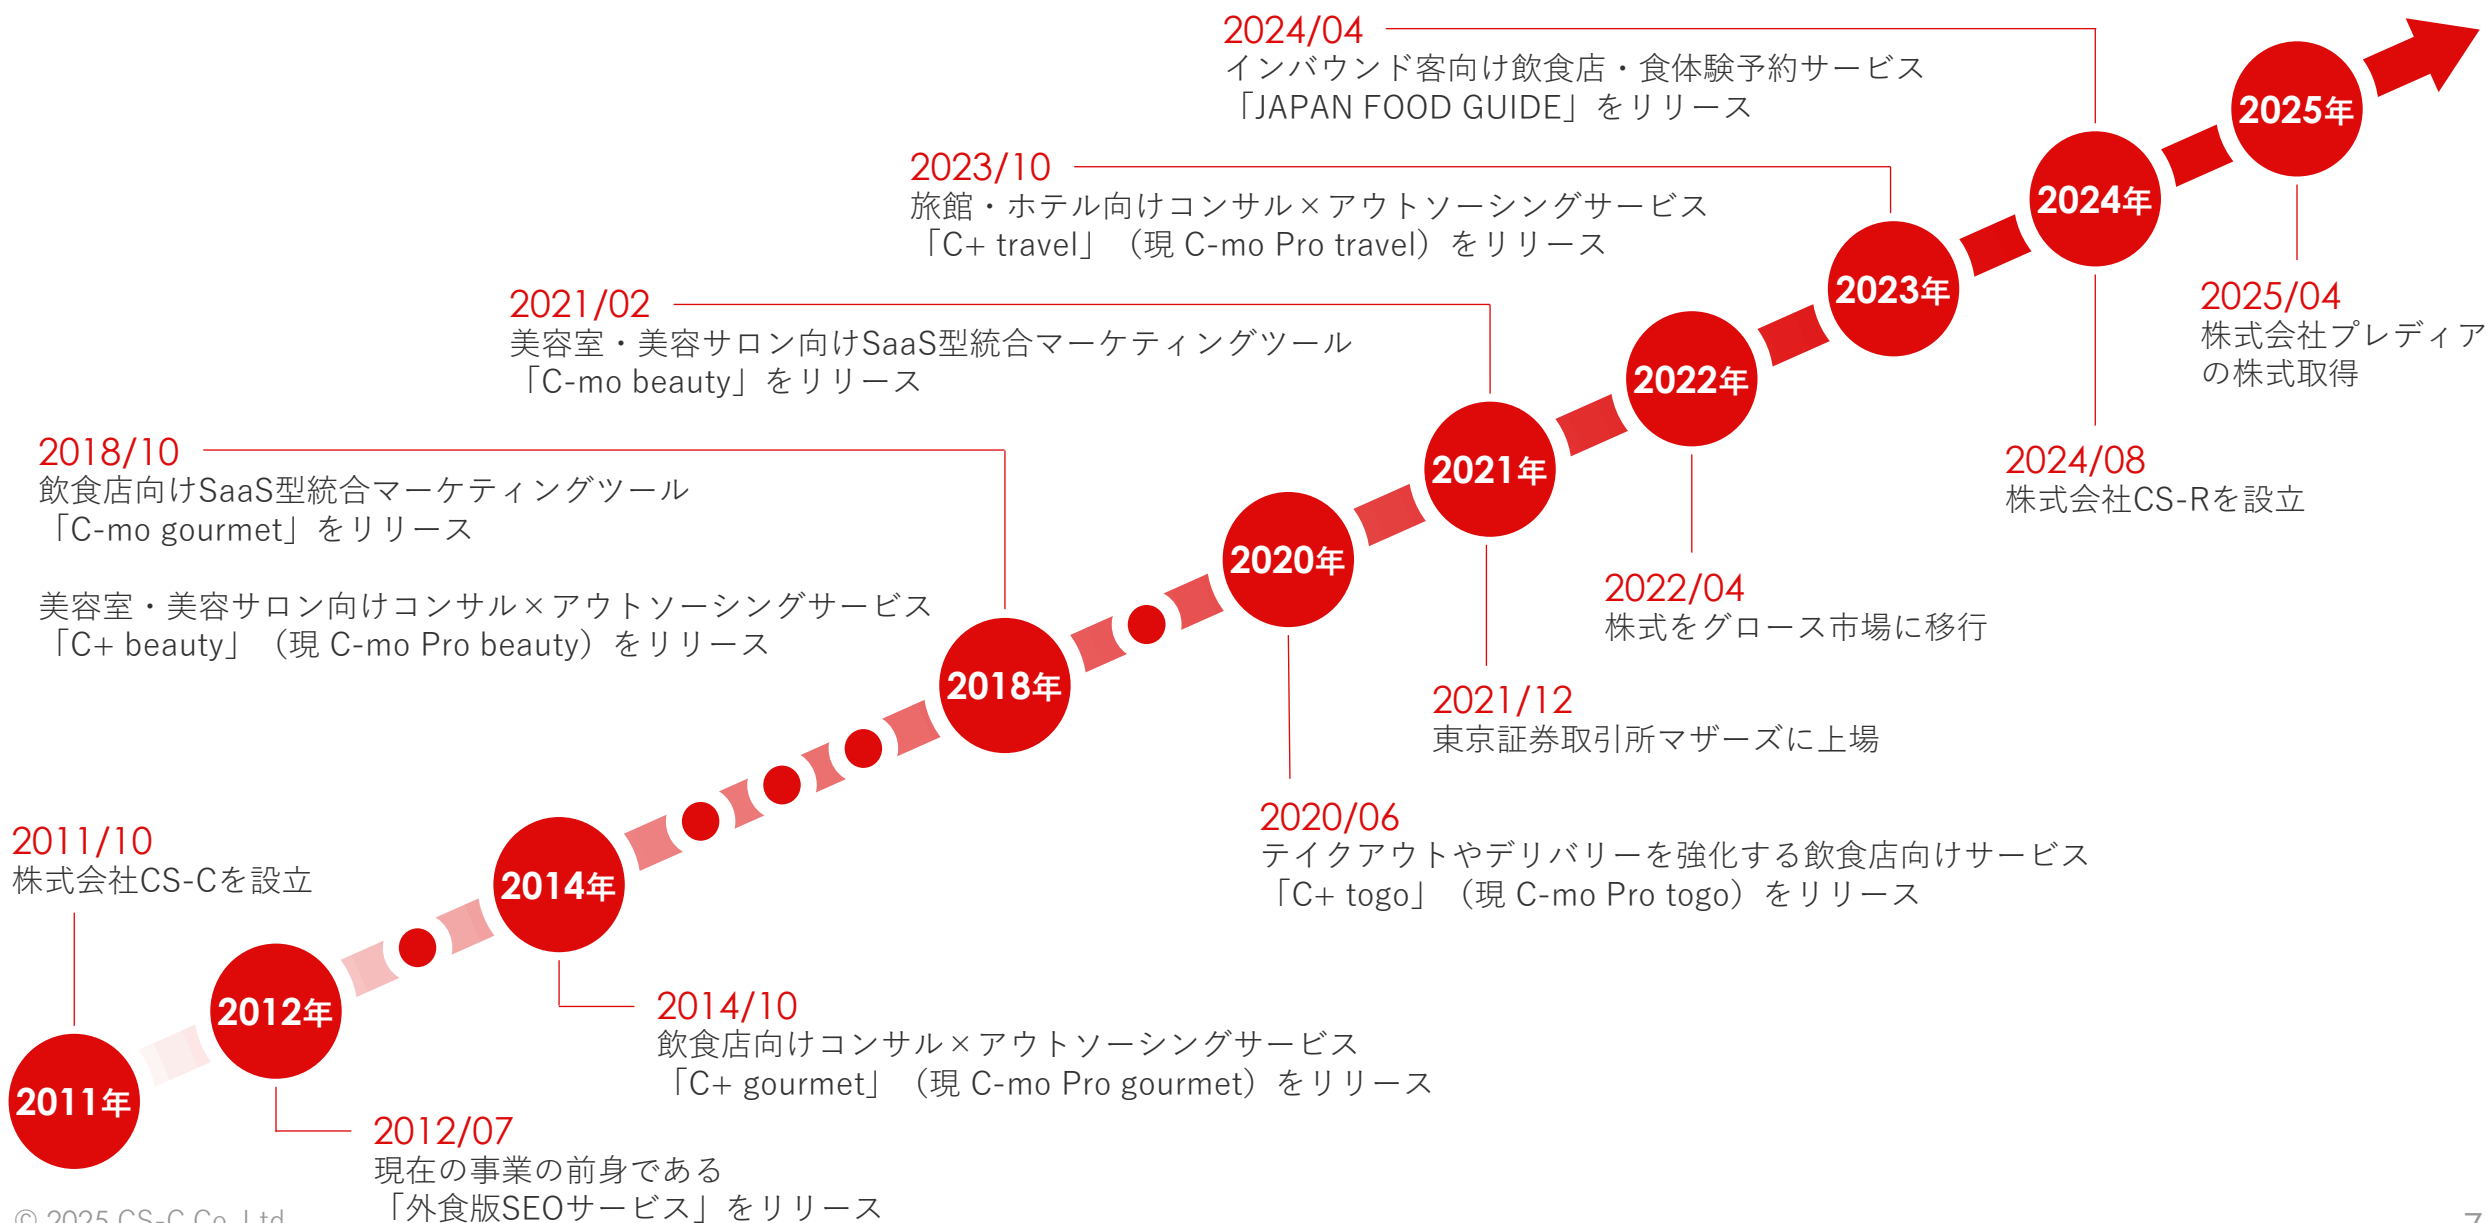 2024/04
インバウンド客向け飲食店・食体験予約サービス
「JAPAN FOOD GUIDE」をリリース
2025年
2023/10
旅館・ホテル向けコンサル×アウトソーシングサービス
「C+ travel」（現 C-mo Pro travel）をリリース
2024年
2021/02
美容室・美容サロン向けSaaS型統合マーケティングツール
「C-mo beauty」をリリース
2023年
2025/04
株式会社プレディア
の株式取得
2022年
2018/10
飲食店向けSaaS型統合マーケティングツール
「C-mo gourmet」をリリース
美容室・美容サロン向けコンサル×アウトソーシングサービス
「C+ beauty」（現 C-mo Pro beauty）をリリース
2021年
2024/08
株式会社CS-Rを設立
2020年
2022/04
株式をグロース市場に移行
2018年
2021/12
東京証券取引所マザーズに上場
2011/10
株式会社CS-Cを設立
2014年
2020/06
テイクアウトやデリバリーを強化する飲食店向けサービス
「C+ togo」（現 C-mo Pro togo）をリリース
2012年
2014/10
飲食店向けコンサル×アウトソーシングサービス
「C+ gourmet」（現 C-mo Pro gourmet）をリリース
2011年
2012/07
現在の事業の前身である
「外食版SEOサービス」をリリース
© 2025 CS-C Co.,Ltd.
7